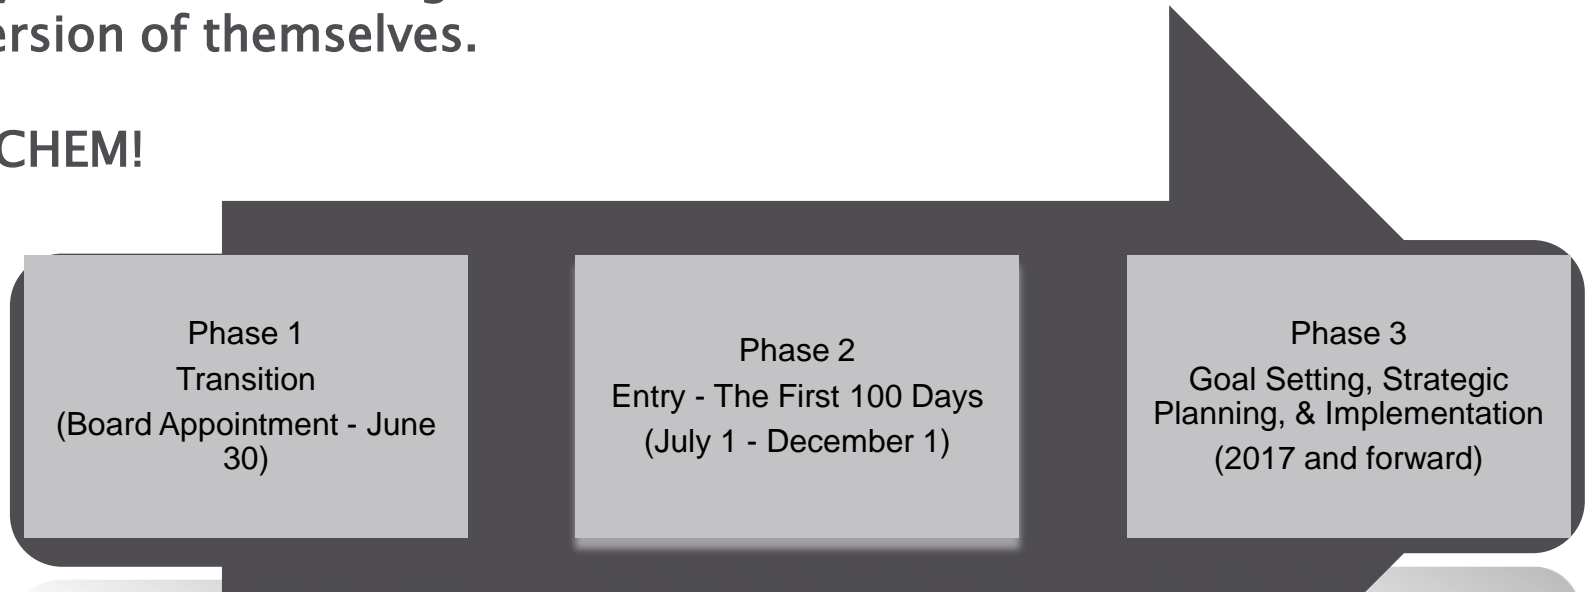 ersion of themselves.
CHEM!
Phase 1
Transition
(Board Appointment - June
30)
Phase 2
Entry - The First 100 Days
(July 1 - December 1)
Phase 3
Goal Setting, Strategic
Planning, & Implementation
(2017 and forward)